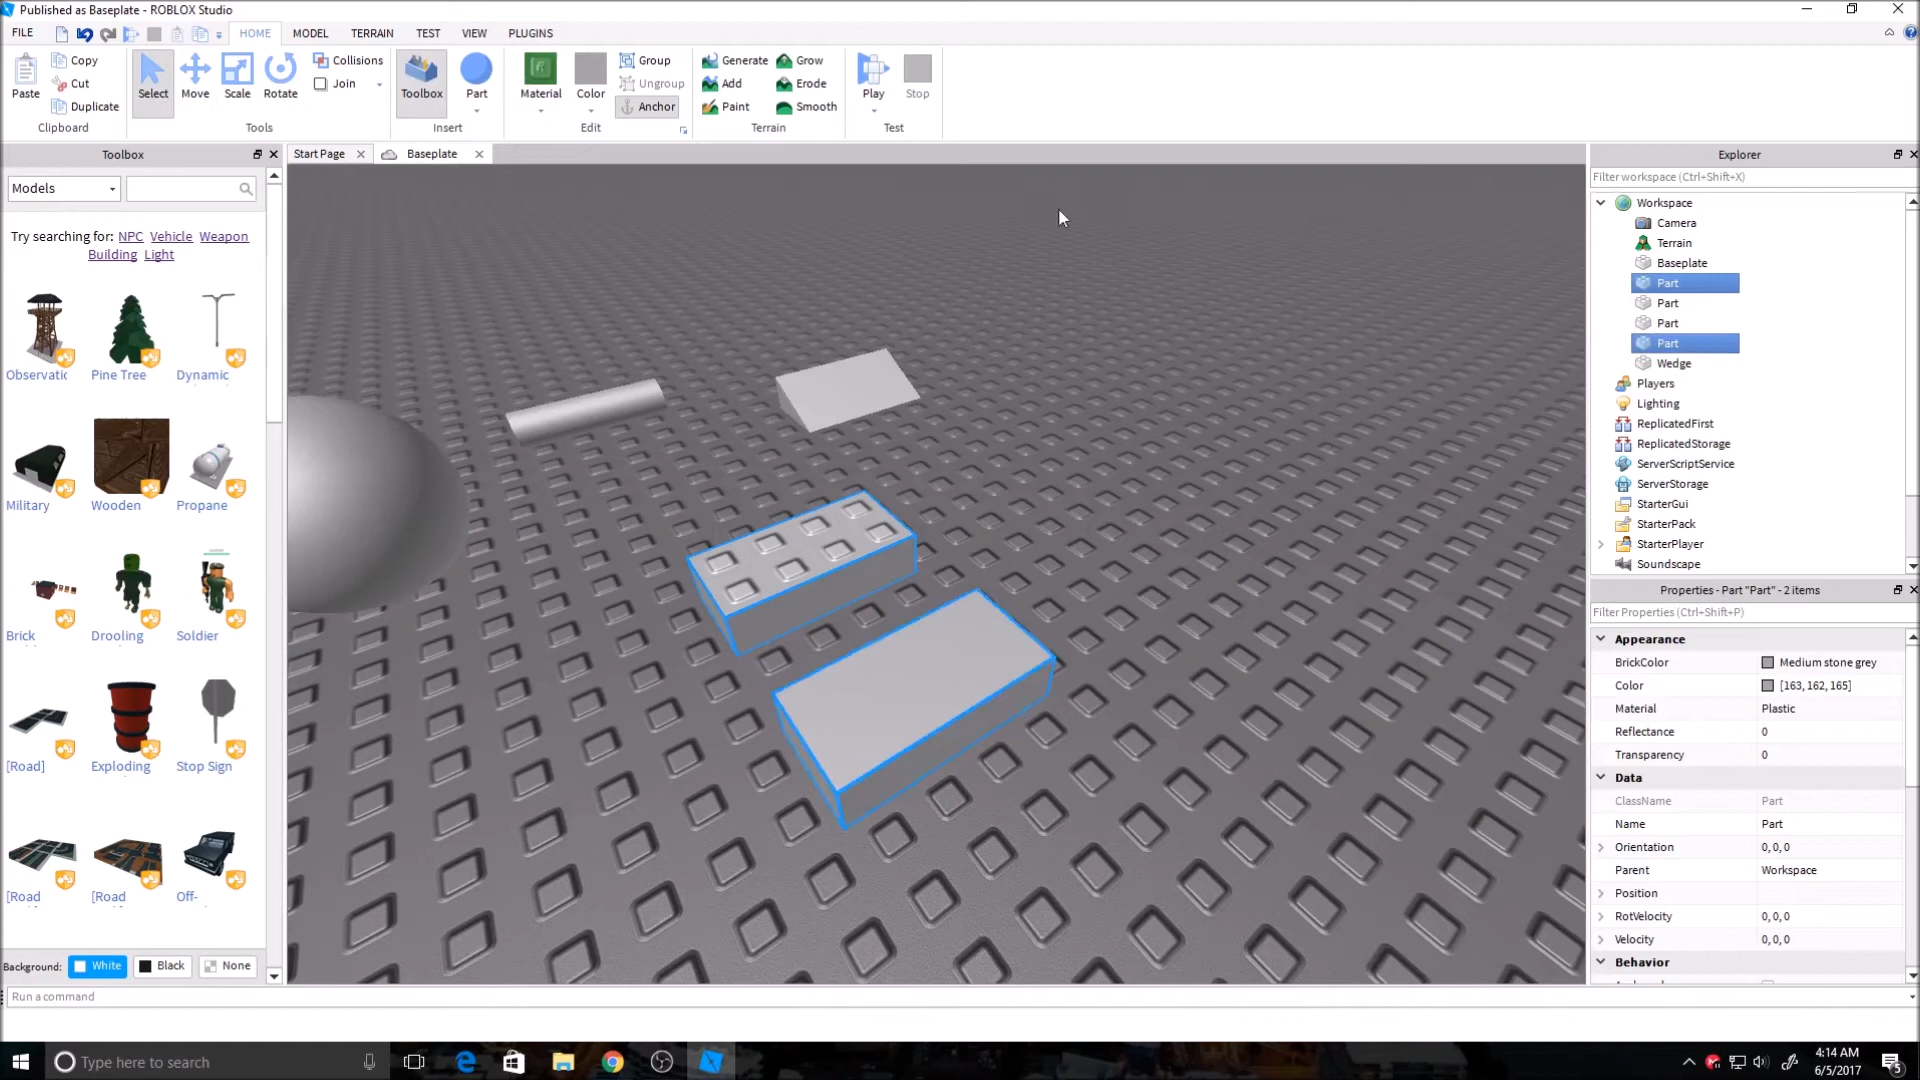 Published as Baseplate - ROBLOX Studio
FILE HOME MODEL TERRAIN TEST VIEW PLUGINS
Paste
Copy
Cut
Duplicate
Clipboard
Select
Move
Scale
Rotate
Collisions
Join
Tools
Toolbox
Part
Insert
Material
Color
Group
Ungroup
Anchor
Edit
Generate
Grow
Add
Erode
Paint
Smooth
Terrain
Play
Stop
Test
Toolbox
Models
Try searching for: NPC Vehicle Weapon
Building Light
Observatic Pine Tree Dynamic
Military Wooden Propane
Brick Drooling Soldier
[Road] Exploding Stop Sign
[Road [Road Off-
Background: White Black None
Start Page
Baseplate
Explorer
Filter workspace (Ctrl+Shift+X)
Workspace
Camera
Terrain
Baseplate
Part
Part
Part
Part
Wedge
Players
Lighting
ReplicatedFirst
ReplicatedStorage
ServerScriptService
ServerStorage
StarterGui
StarterPack
StarterPlayer
Soundscape
Properties - Part "Part" - 2 items
Filter Properties (Ctrl+Shift+P)
Appearance
BrickColor Medium stone grey
Color [163, 162, 165]
Material Plastic
Reflectance 0
Transparency 0
Data
ClassName Part
Name Part
Orientation 0, 0, 0
Parent Workspace
Position
RotVelocity 0, 0, 0
Velocity 0, 0, 0
Behavior
Run a command
Type here to search
4:14 AM
6/5/2017
5